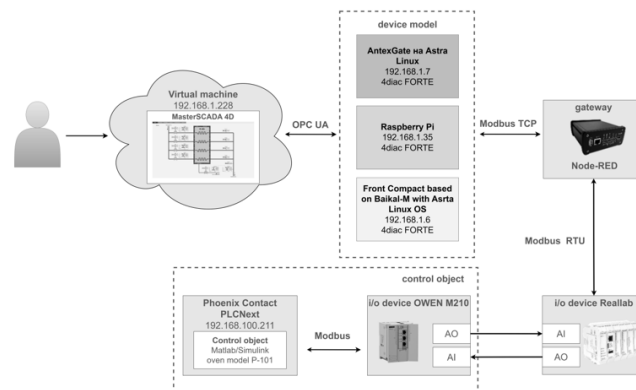 device model
AntexGate на Astra
Linux
192.168.1.7
4diac FORTE
Virtual machine
192.168.1.228
MasterSCADA 4D
OPC UA
Raspberry Pi
192.168.1.35
4diac FORTE
Modbus TCP
gateway
Node-RED
Front Compact based
on Baikal-M with Asrta
Linux OS
192.168.1.6
4diac FORTE
Modbus RTU
control object
Phoenix Contact
PLCNext
192.168.100.211
Control object
Matlab/Simulink
oven model P-101
Modbus
i/o device OWEN M210
AO
AI
i/o device Reallab
AI
AO